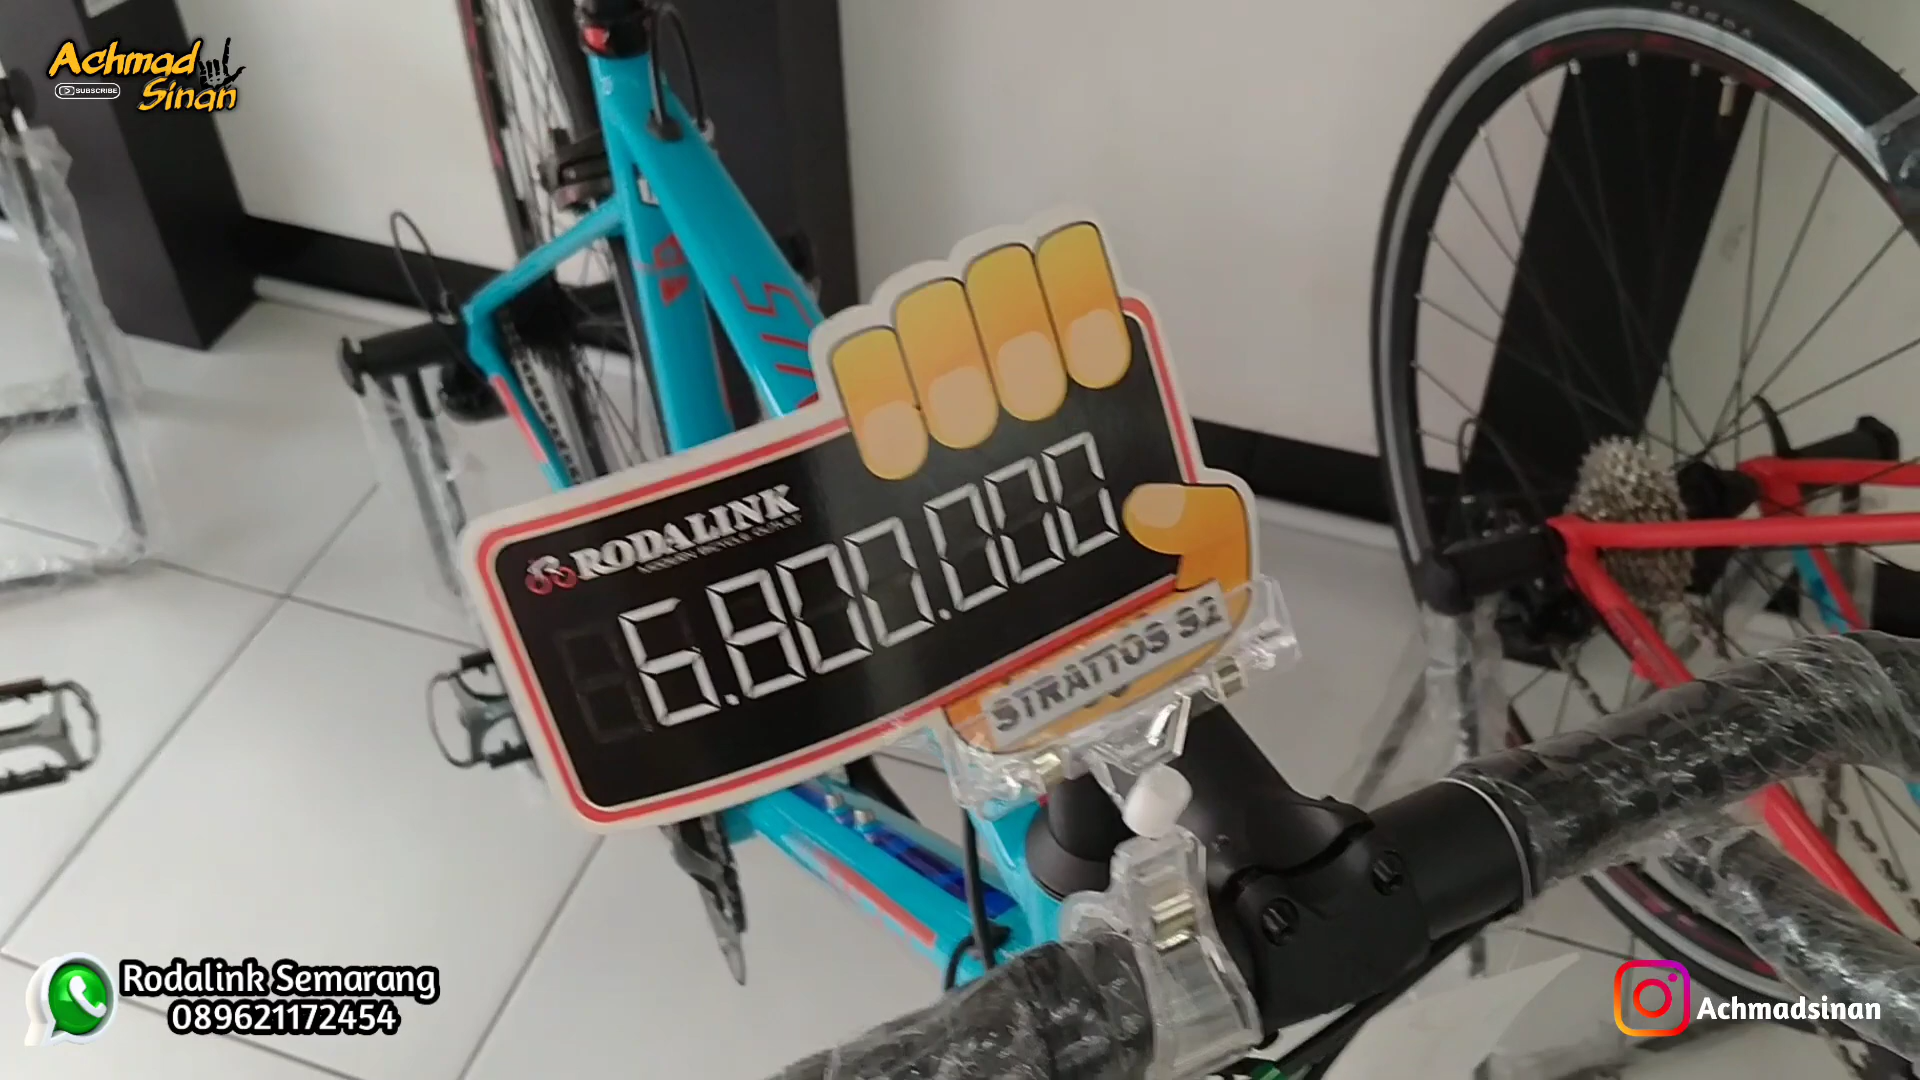 Achmad
SUBSCRIBE
Sinan
RODALINK
6.800.000
STRATTOS S2
Rodalink Semarang
089621172454
Achmadsinan